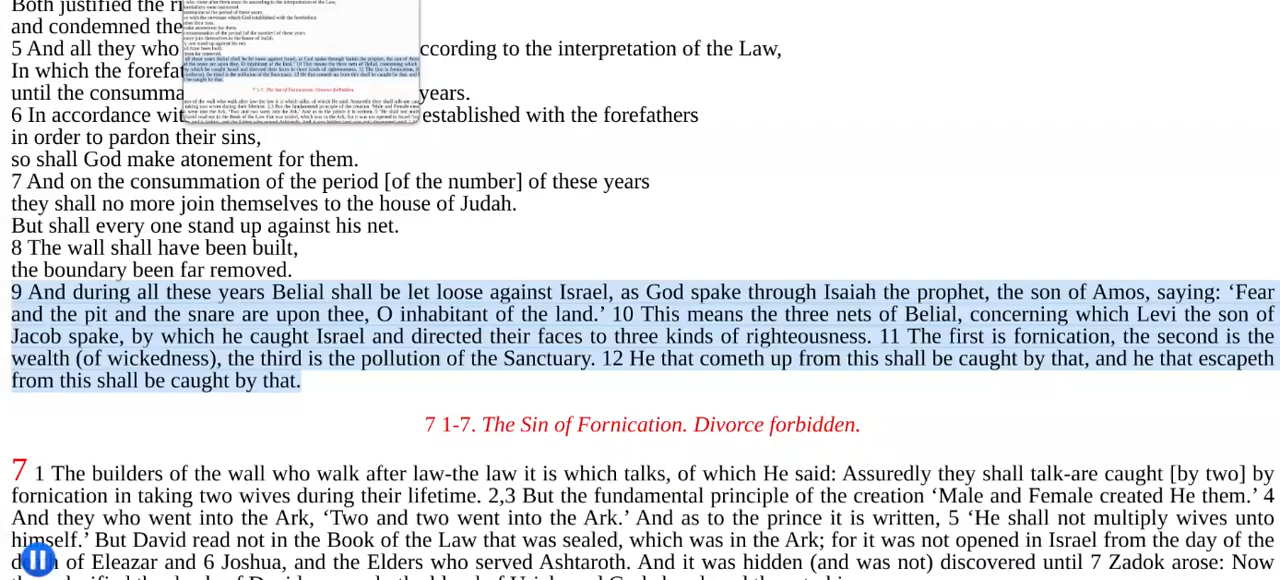 Both justified the ri
and condemned the
5 And all they who ccording to the interpretation of the Law,
In which the forefat
until the consumma years.
6 In accordance wit established with the forefathers
in order to pardon their sins,
so shall God make atonement for them.
7 And on the consummation of the period [of the number] of these years
they shall no more join themselves to the house of Judah.
But shall every one stand up against his net.
8 The wall shall have been built,
the boundary been far removed.
9 And during all these years Belial shall be let loose against Israel, as God spake through Isaiah the prophet, the son of Amos, saying: ‘Fear
and the pit and the snare are upon thee, O inhabitant of the land.’ 10 This means the three nets of Belial, concerning which Levi the son of
Jacob spake, by which he caught Israel and directed their faces to three kinds of righteousness. 11 The first is fornication, the second is the
wealth (of wickedness), the third is the pollution of the Sanctuary. 12 He that cometh up from this shall be caught by that, and he that escapeth
from this shall be caught by that.
7 1-7. The Sin of Fornication. Divorce forbidden.
7 1 The builders of the wall who walk after law-the law it is which talks, of which He said: Assuredly they shall talk-are caught [by two] by
fornication in taking two wives during their lifetime. 2,3 But the fundamental principle of the creation ‘Male and Female created He them.’ 4
And they who went into the Ark, ‘Two and two went into the Ark.’ And as to the prince it is written, 5 ‘He shall not multiply wives unto
himself.’ But David read not in the Book of the Law that was sealed, which was in the Ark; for it was not opened in Israel from the day of the
of Eleazar and 6 Joshua, and the Elders who served Ashtaroth. And it was hidden (and was not) discovered until 7 Zadok arose: Now